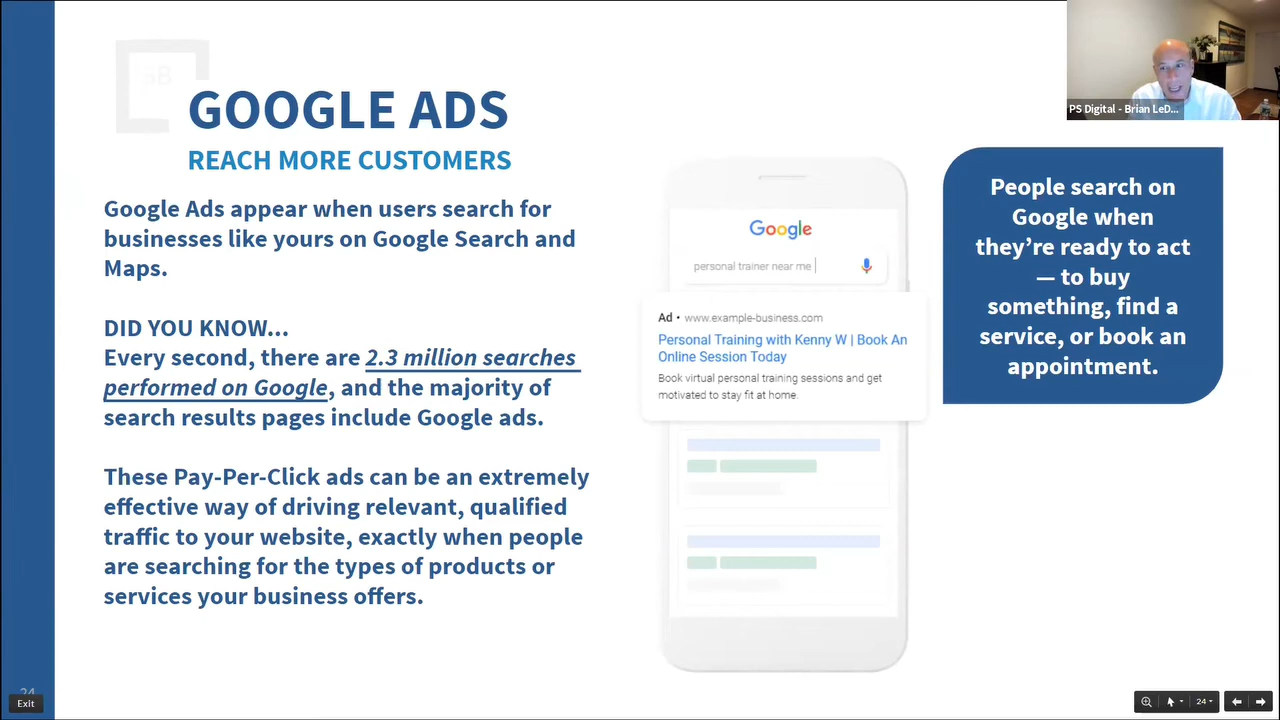 GOOGLE ADS
REACH MORE CUSTOMERS
Google Ads appear when users search for
businesses like yours on Google Search and
Maps.
DID YOU KNOW...
Every second, there are 2.3 million searches
performed on Google, and the majority of
search results pages include Google ads.
These Pay-Per-Click ads can be an extremely
effective way of driving relevant, qualified
traffic to your website, exactly when people
are searching for the types of products or
services your business offers.
Google
personal trainer near me
Ad • www.example-business.com
Personal Training with Kenny W | Book An
Online Session Today
Book virtual personal training sessions and get
motivated to stay fit at home.
PS Digital - Brian LeD...
People search on
Google when
they're ready to act
— to buy
something, find a
service, or book an
appointment.
24
Exit
24